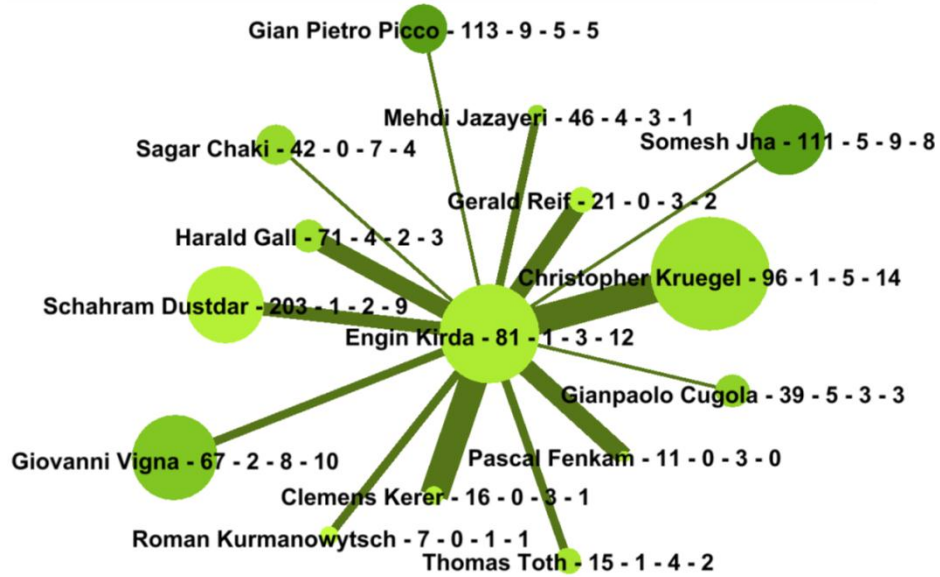 Gian Pietro Picco - 113 - 9 - 5 - 5
Mehdi Jazayeri - 46 - 4 - 3 - 1
Somesh Jha - 111 - 5 - 9 - 8
Sagar Chaki - 42 - 0 - 7 - 4
Gerald Reif - 21 - 0 - 3 - 2
Harald Gall - 71 - 4 - 2 - 3
Christopher Kruegel - 96 - 1 - 5 - 14
Schahram Dustdar - 203 - 1 - 2 - 9
Engin Kirda - 81 - 1 - 3 - 12
Gianpaolo Cugola - 39 - 5 - 3 - 3
Giovanni Vigna - 67 - 2 - 8 - 10
Pascal Fenkam - 11 - 0 - 3 - 0
Clemens Kerer - 16 - 0 - 3 - 1
Roman Kurmanowytsch - 7 - 0 - 1 - 1
Thomas Toth - 15 - 1 - 4 - 2